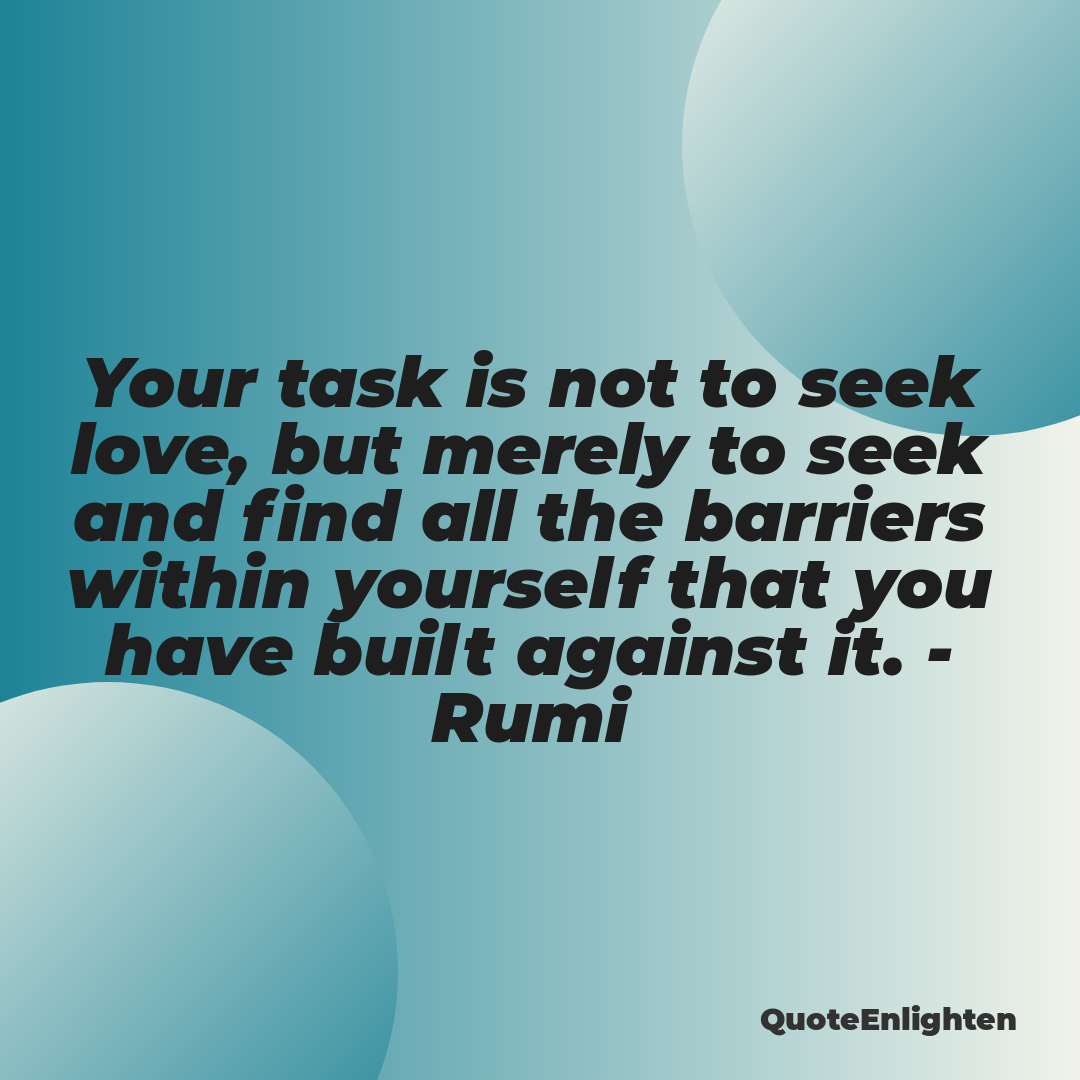 Your task is not to seek
love, but merely to seek
and find all the barriers
within yourself that you
have built against it. -
Rumi
QuoteEnlighten